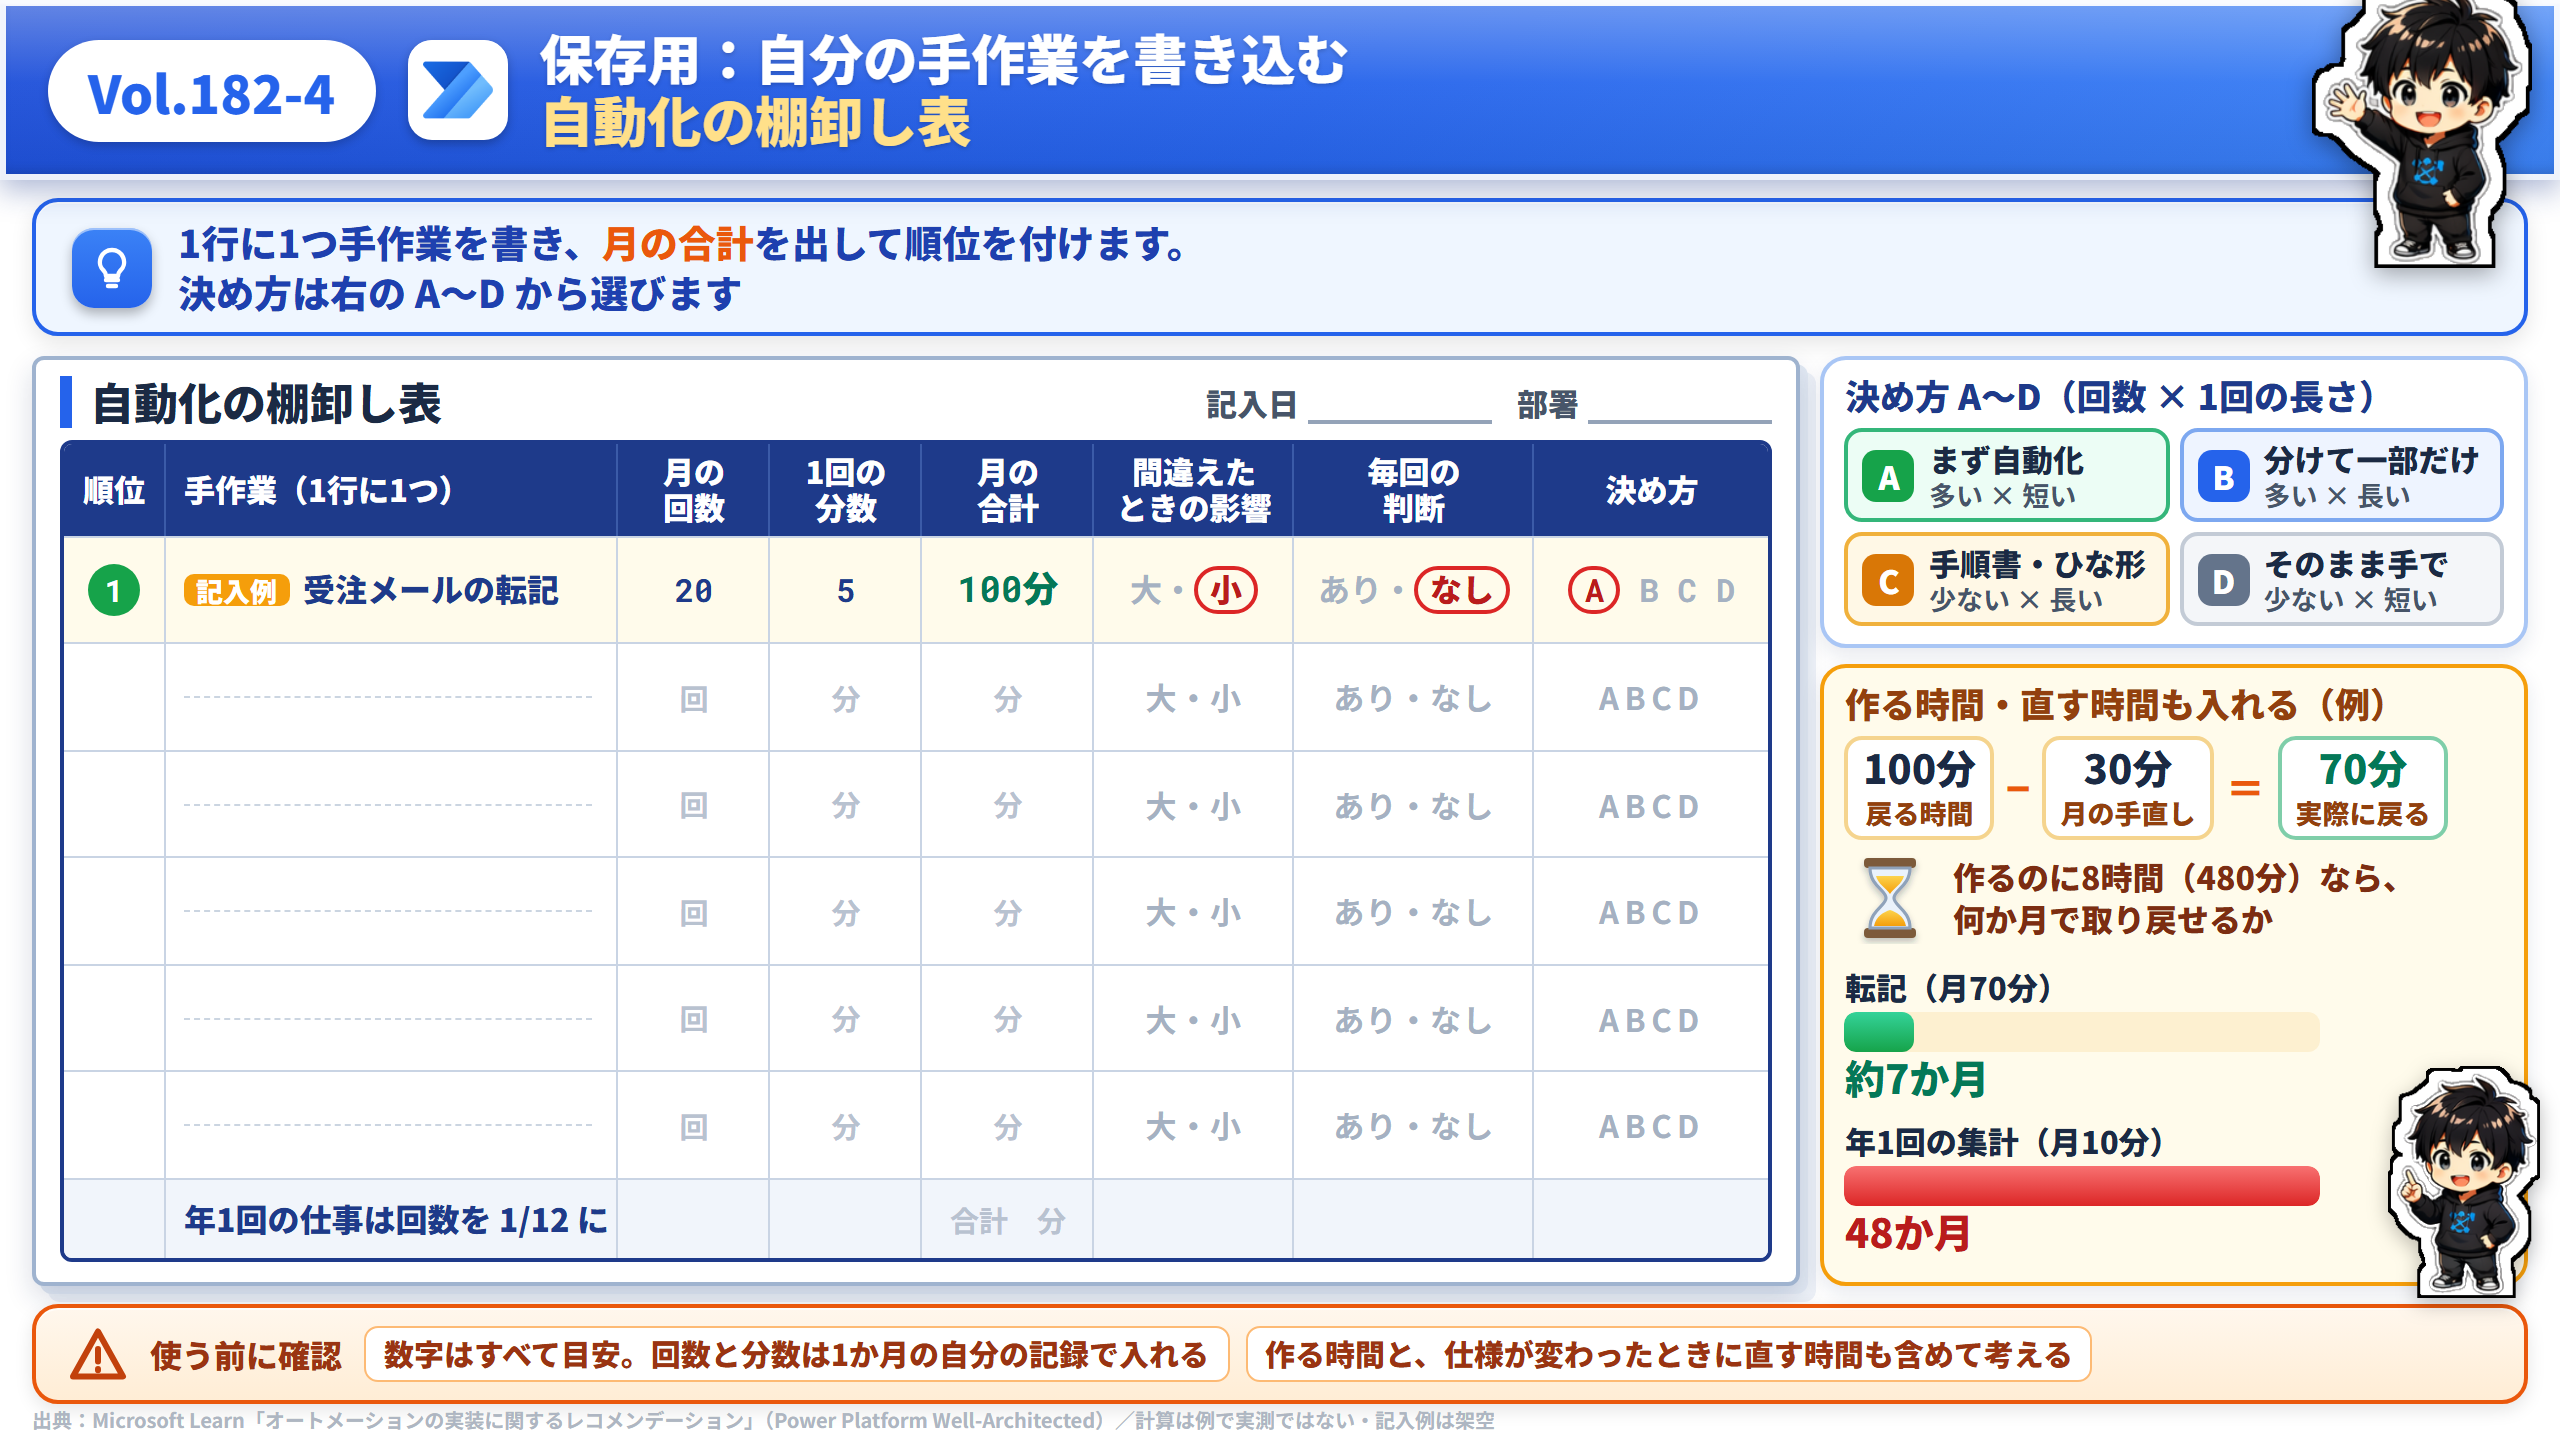 Vol.182-4
保存用：自分の手作業を書き込む
自動化の棚卸し表
1行に1つ手作業を書き、月の合計を出して順位を付けます。
決め方は右の A〜D から選びます
自動化の棚卸し表
記入日 部署
順位 手作業（1行に1つ） 月の回数 1回の分数 月の合計 間違えたときの影響 毎回の判断 決め方
1 記入例 受注メールの転記 20 5 100分 大・小 あり・なし A B C D
回 分 分 大・小 あり・なし A B C D
回 分 分 大・小 あり・なし A B C D
回 分 分 大・小 あり・なし A B C D
回 分 分 大・小 あり・なし A B C D
回 分 分 大・小 あり・なし A B C D
年1回の仕事は回数を 1/12 に 合計 分
決め方 A〜D（回数 × 1回の長さ）
A まず自動化
多い × 短い
B 分けて一部だけ
多い × 長い
C 手順書・ひな形
少ない × 長い
D そのまま手で
少ない × 短い
作る時間・直す時間も入れる（例）
100分 − 30分 = 70分
戻る時間 月の手直し 実際に戻る
作るのに8時間（480分）なら、
何か月で取り戻せるか
転記（月70分）
約7か月
年1回の集計（月10分）
48か月
使う前に確認 数字はすべて目安。回数と分数は1か月の自分の記録で入れる 作る時間と、仕様が変わったときに直す時間も含めて考える
出典：Microsoft Learn「オートメーションの実装に関するレコメンデーション」（Power Platform Well-Architected）／計算は例で実測ではない・記入例は架空